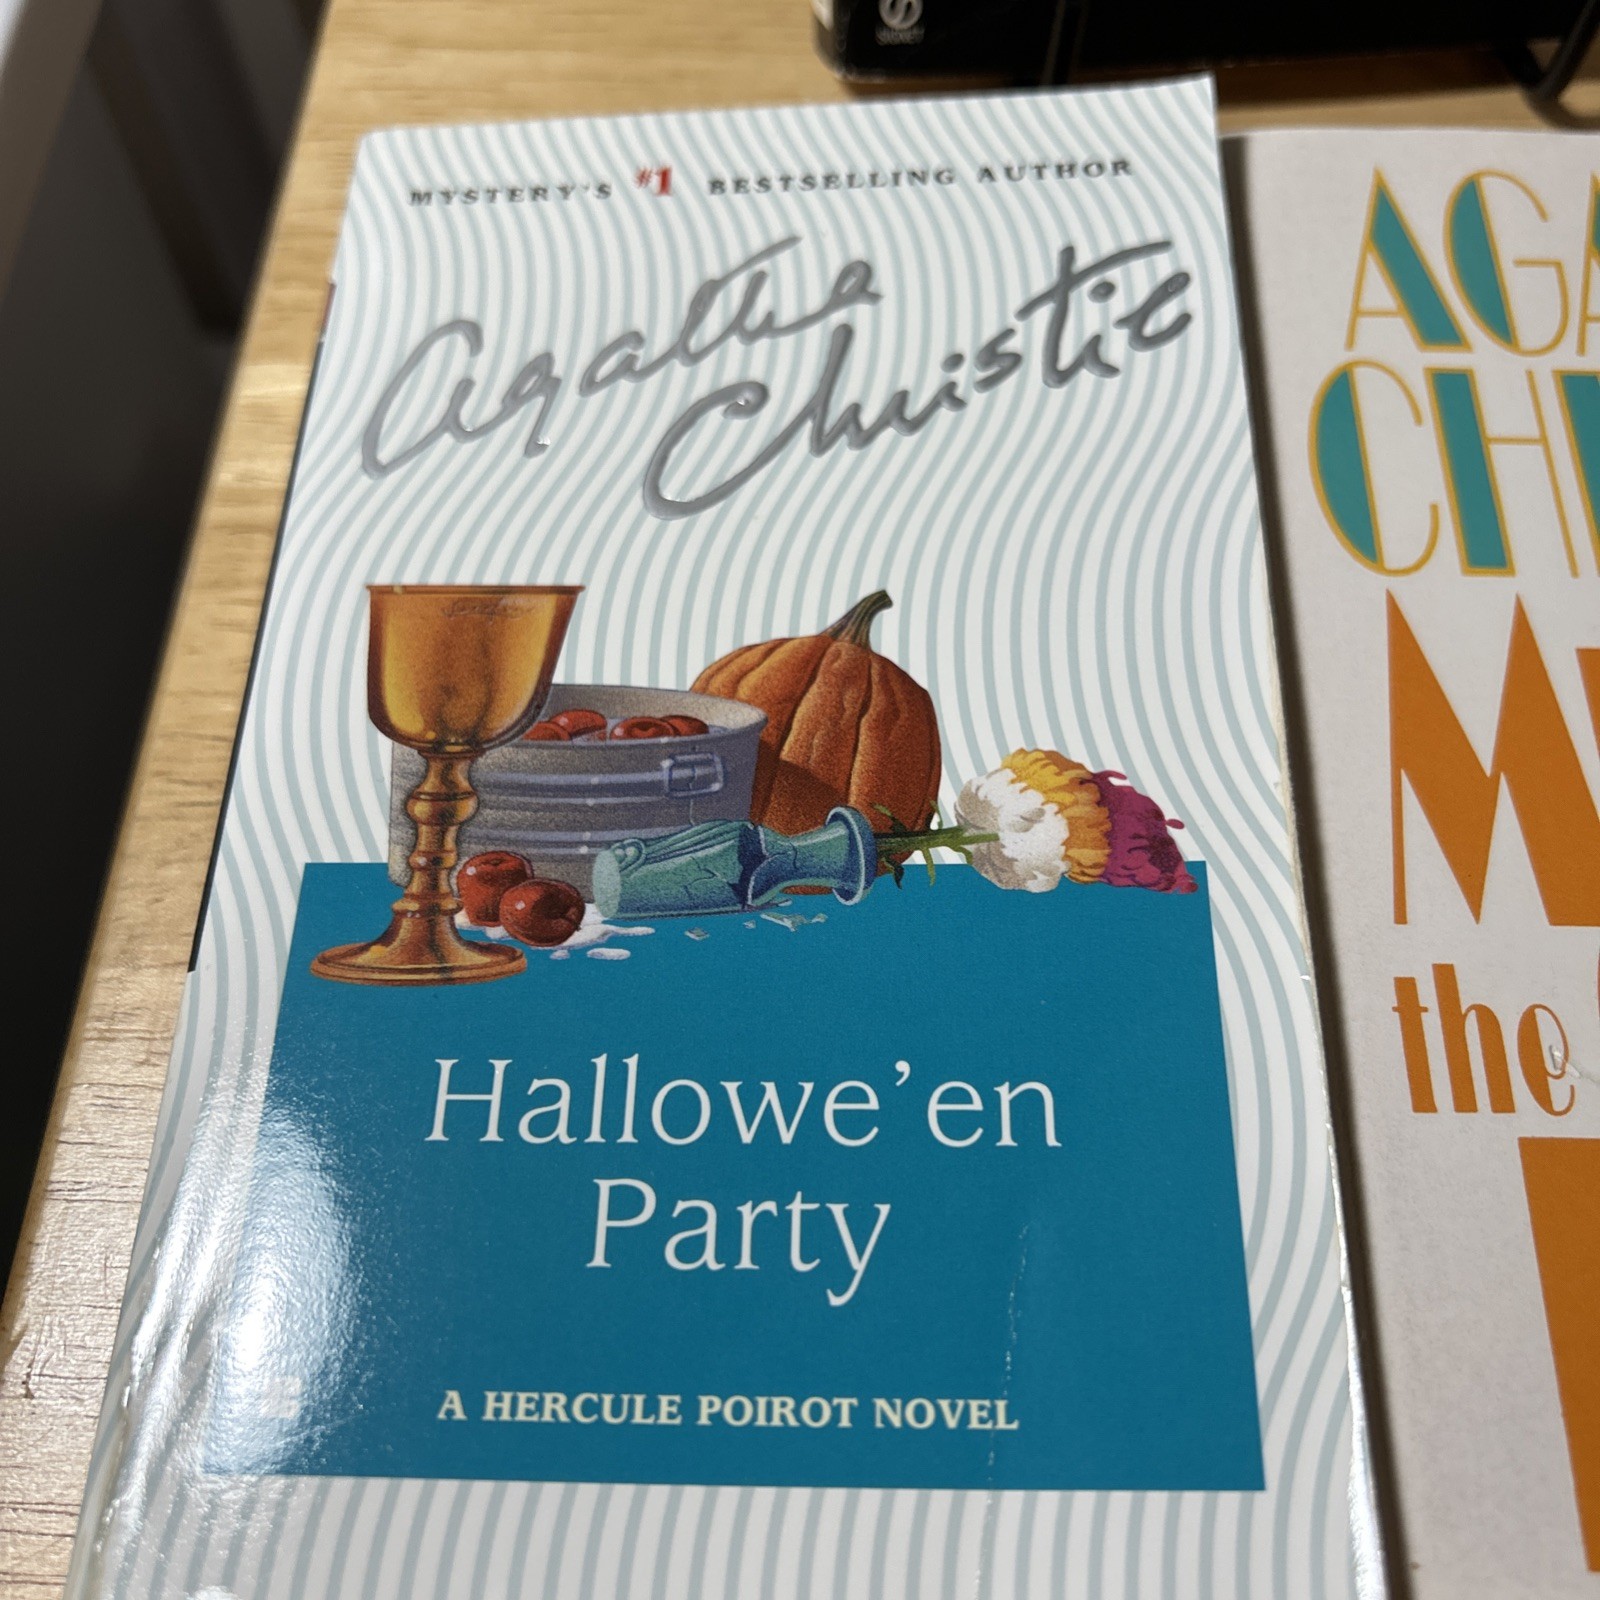 MYSTERY'S #1 BESTSELLING AUTHOR
Agatha
Christie
Hallowe'en
Party
A HERCULE POIROT NOVEL
AGA
CH
the